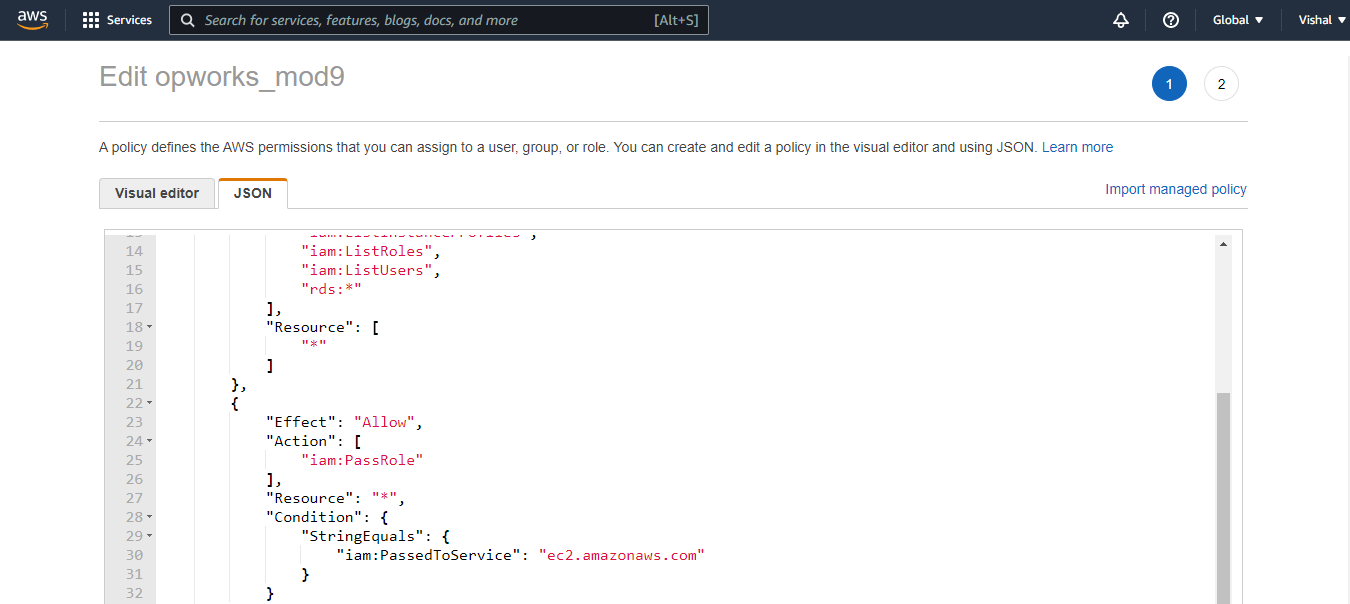 aws Services Search for services, features, blogs, docs, and more [Alt+S] Global ▼ Vishal ▼
Edit opworks_mod9
1 2
A policy defines the AWS permissions that you can assign to a user, group, or role. You can create and edit a policy in the visual editor and using JSON. Learn more
Visual editor JSON Import managed policy
14 "iam:ListRoles",
15 "iam:ListUsers",
16 "rds:*"
17 ],
18 "Resource": [
19 "*"
20 ]
21 },
22 {
23 "Effect": "Allow",
24 "Action": [
25 "iam:PassRole"
26 ],
27 "Resource": "*",
28 "Condition": {
29 "StringEquals": {
30 "iam:PassedToService": "ec2.amazonaws.com"
31 }
32 }